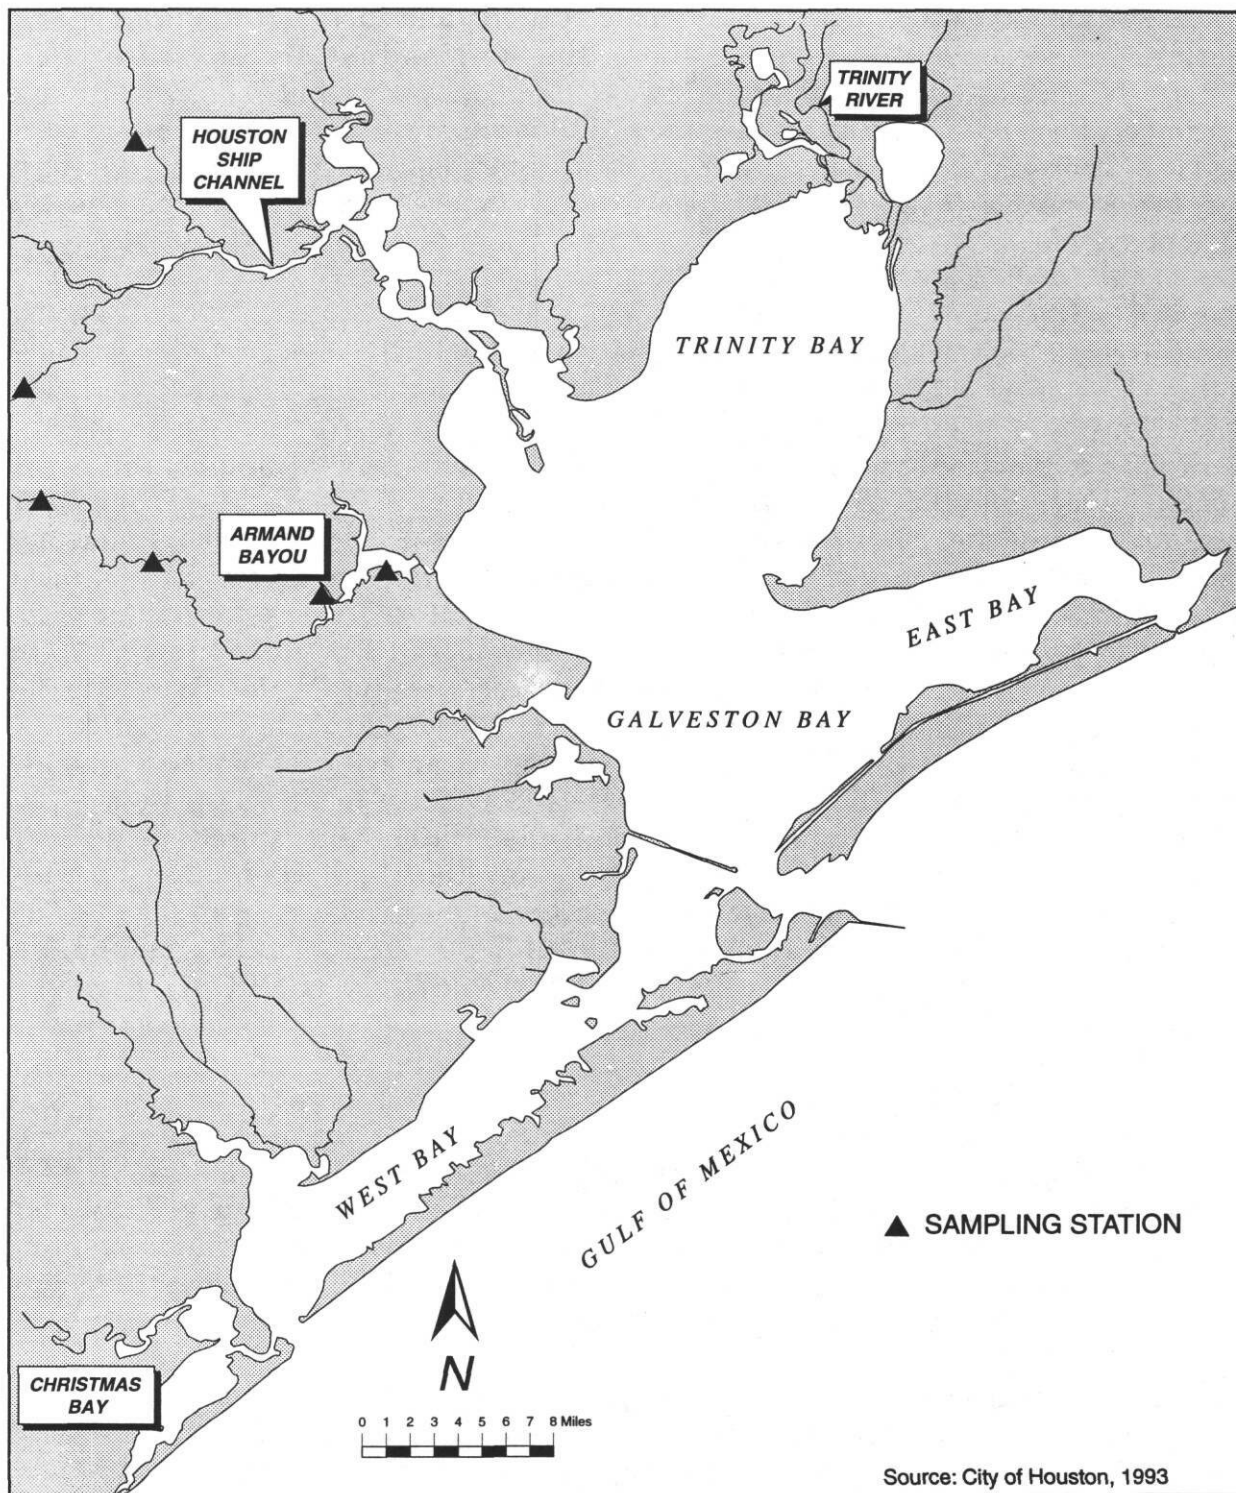 TRINITY
RIVER
HOUSTON
SHIP
CHANNEL
TRINITY BAY
ARMAND
BAYOU
EAST BAY
GALVESTON BAY
WEST BAY
GULF OF MEXICO
SAMPLING STATION
N
CHRISTMAS
BAY
0 1 2 3 4 5 6 7 8 Miles
Source: City of Houston, 1993